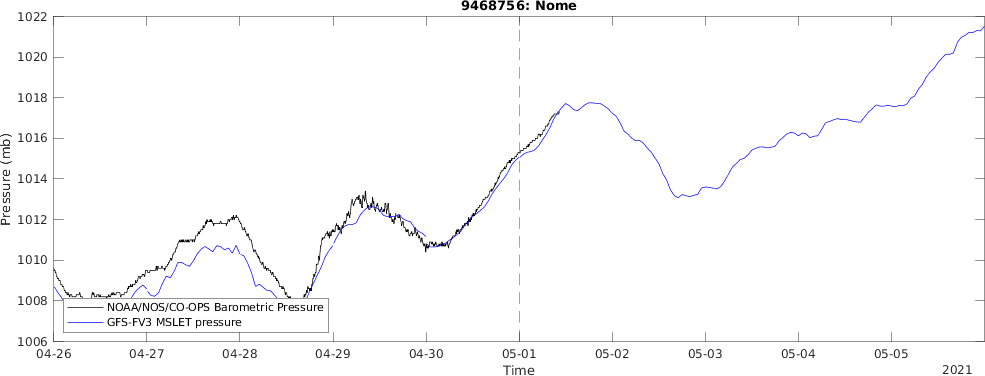 9468756: Nome
1022
1020
1018
1016
1014
1012
1010
1008
1006
Pressure (mb)
NOAA/NOS/CO-OPS Barometric Pressure
GFS-FV3 MSLET pressure
04-26 04-27 04-28 04-29 04-30 05-01 05-02 05-03 05-04 05-05
Time
2021